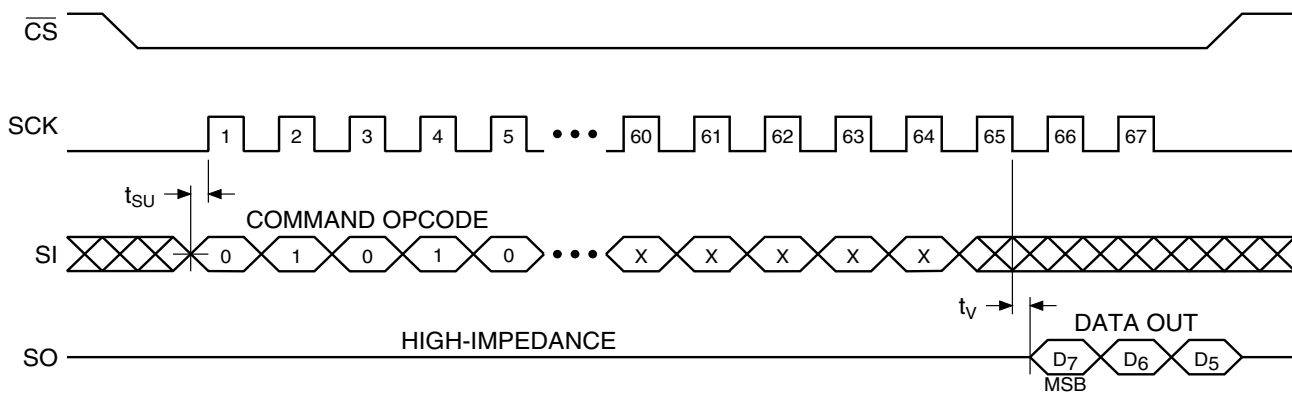 CS
SCK 1 2 3 4 5 ••• 60 61 62 63 64 65 66 67
tSU
COMMAND OPCODE
SI 0 1 0 1 0 ••• X X X X X
tV
HIGH-IMPEDANCE
DATA OUT
SO D7 D6 D5
MSB